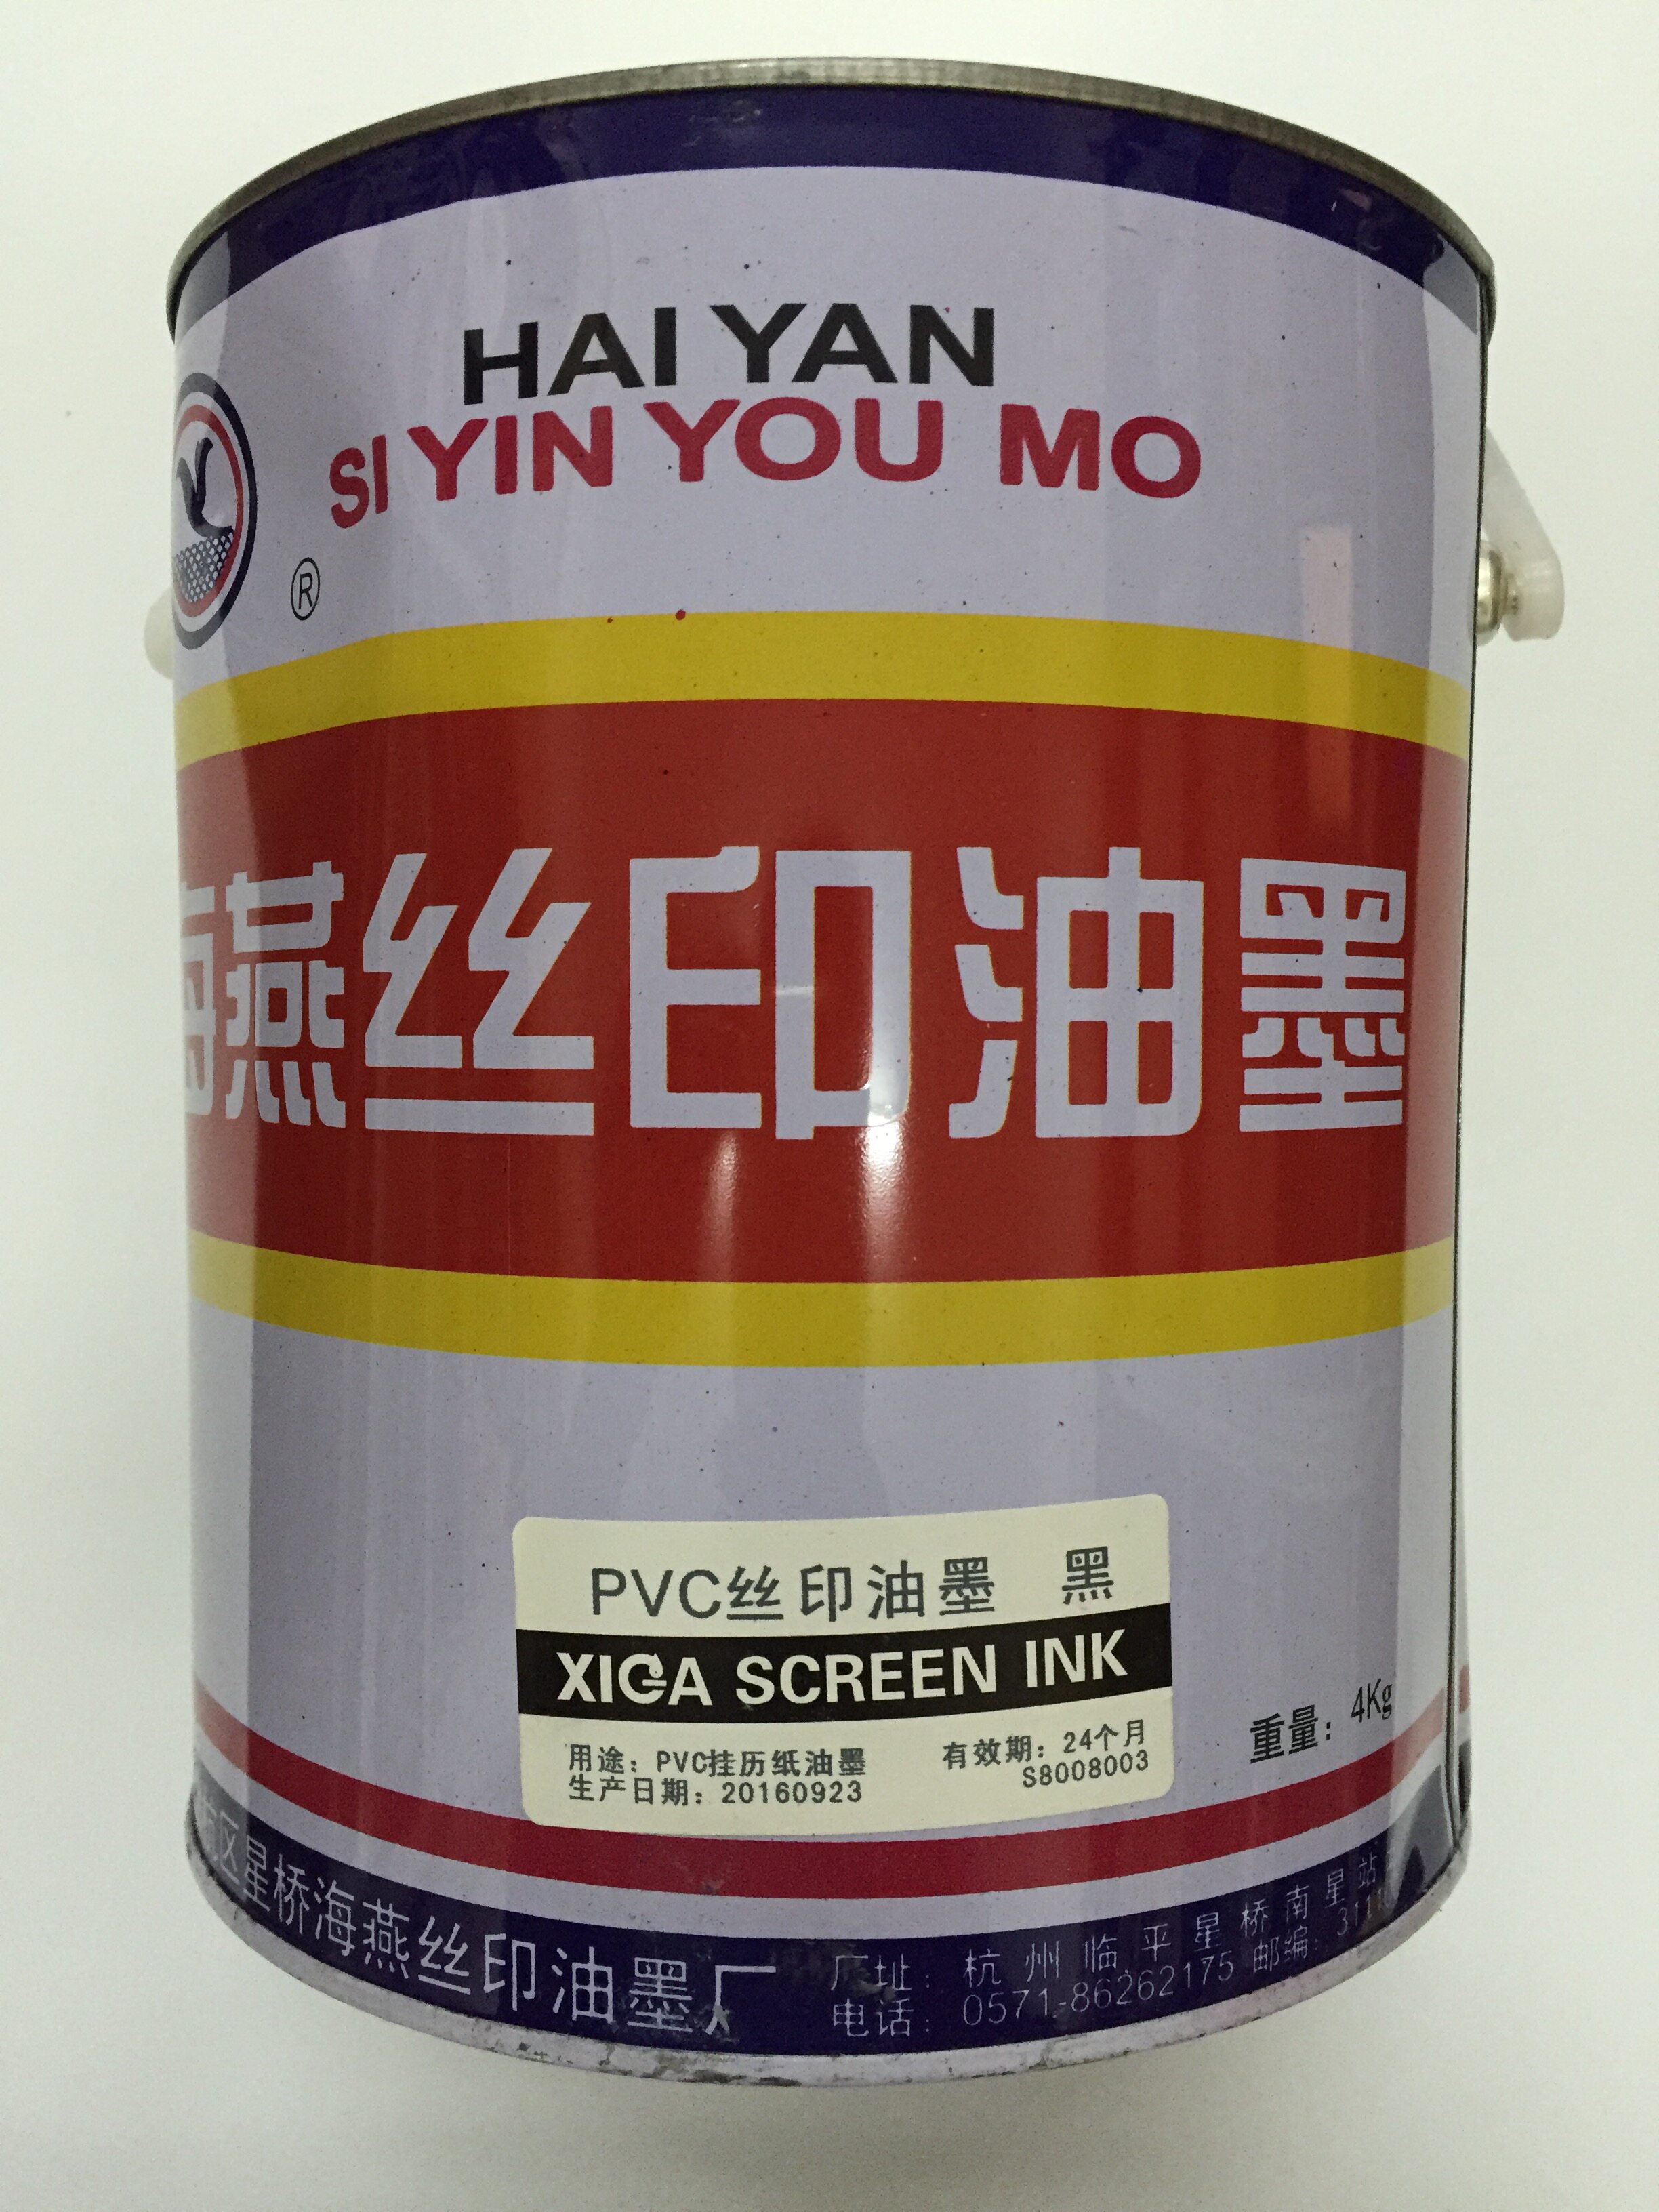 HAI YAN
SI YIN YOU MO
®
海燕丝印油墨
PVC丝印油墨 黑
XIGA SCREEN INK
用途：PVC挂历纸油墨
有效期：24个月
生产日期：20160923
S8008003
重量：4Kg
区星桥海燕丝印油墨厂
厂址：杭州临平星桥南星站
电话：0571-86262175 邮编：311